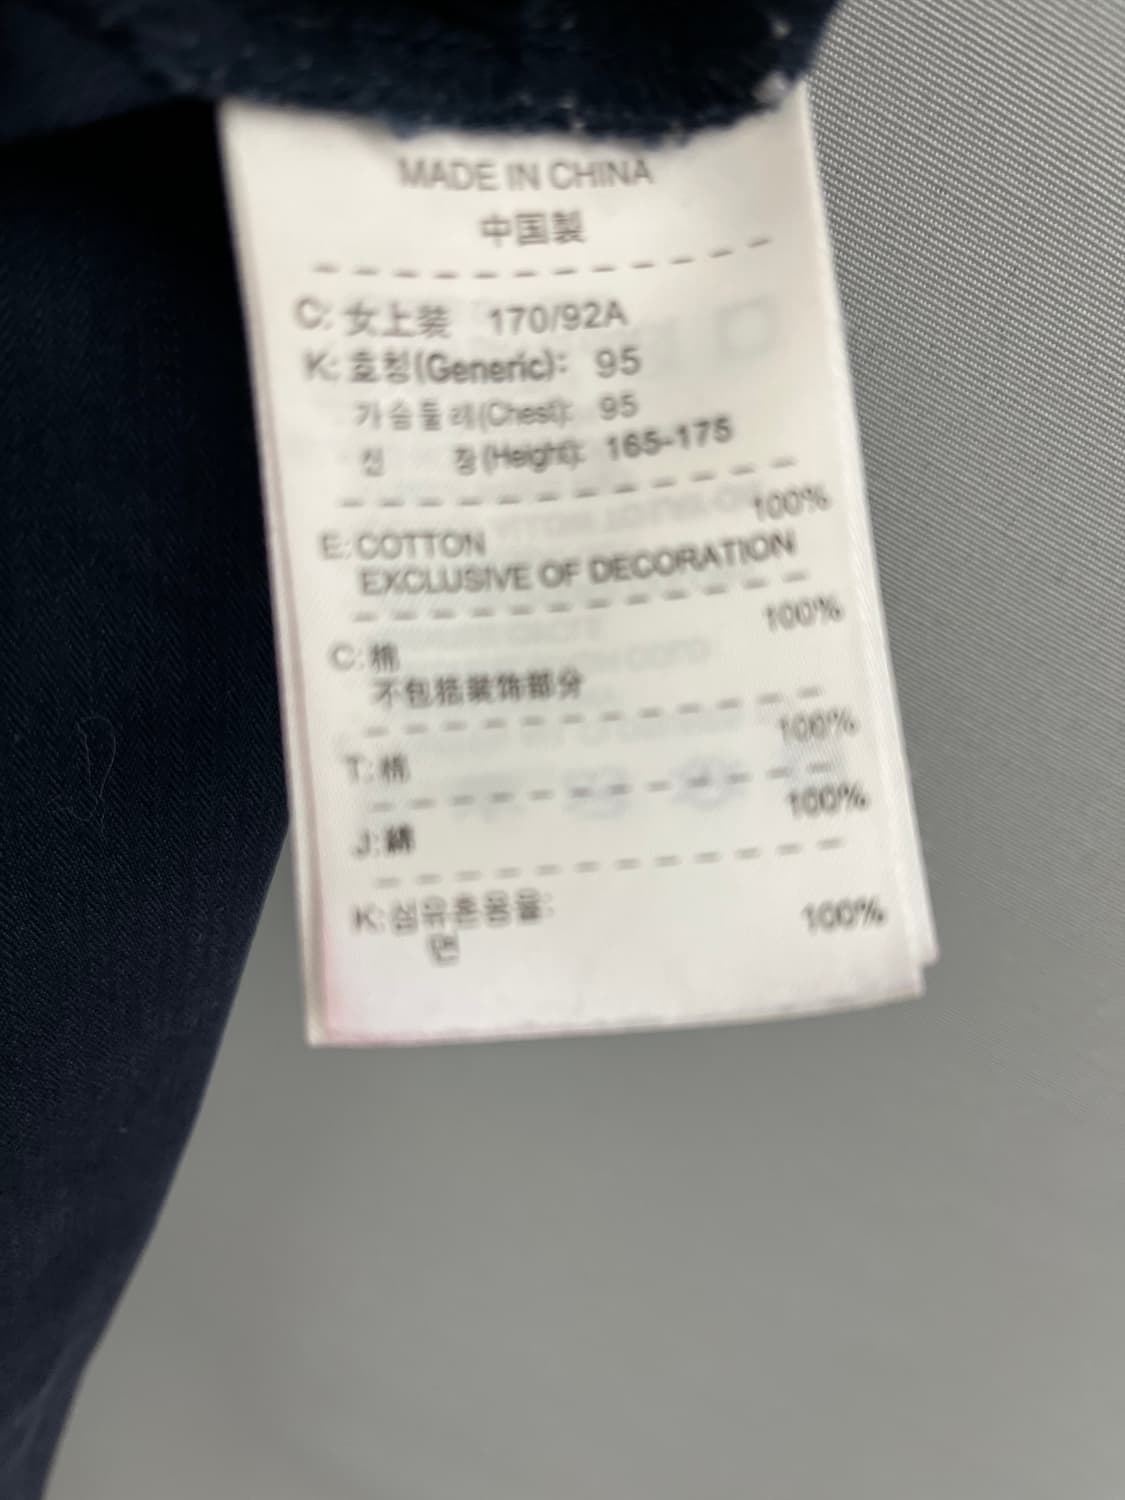 MADE IN CHINA
中国製
C: 女上装 170/92A
K: 호칭(Generic): 95
가슴둘레(Chest): 95
신 장(Height): 165-175
E: COTTON 100%
EXCLUSIVE OF DECORATION
C: 棉 100%
不包括装饰部分
T: 棉 100%
J: 綿 100%
K: 섬유혼용율:
면 100%